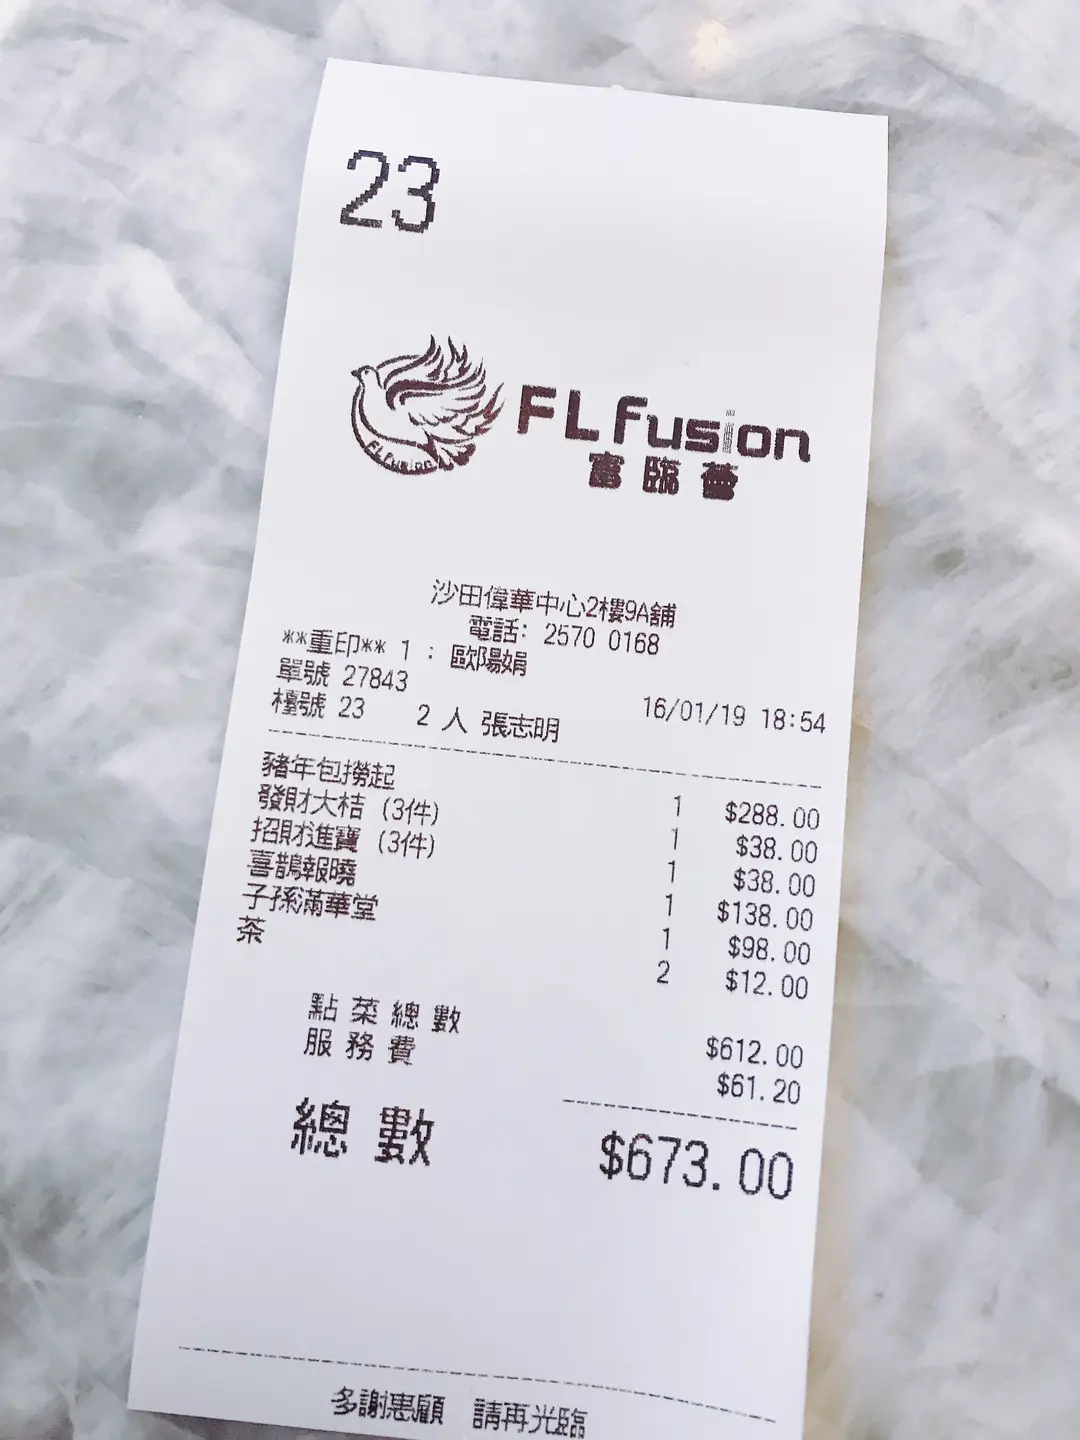 23
FL fusion
FL fusion
富臨薈
沙田偉華中心2樓9A舖
電話: 2570 0168
**重印** 1 : 歐陽娟
單號 27843
16/01/19 18:54
檯號 23 2 人 張志明
豬年包撈起 1 $288.00
發財大桔 (3件) 1 $38.00
招財進寶 (3件) 1 $38.00
喜鵲報曉 1 $138.00
子孫滿華堂 1 $98.00
茶 2 $12.00
點菜總數 $612.00
服務費 $61.20
總數 $673.00
多謝惠顧 請再光臨